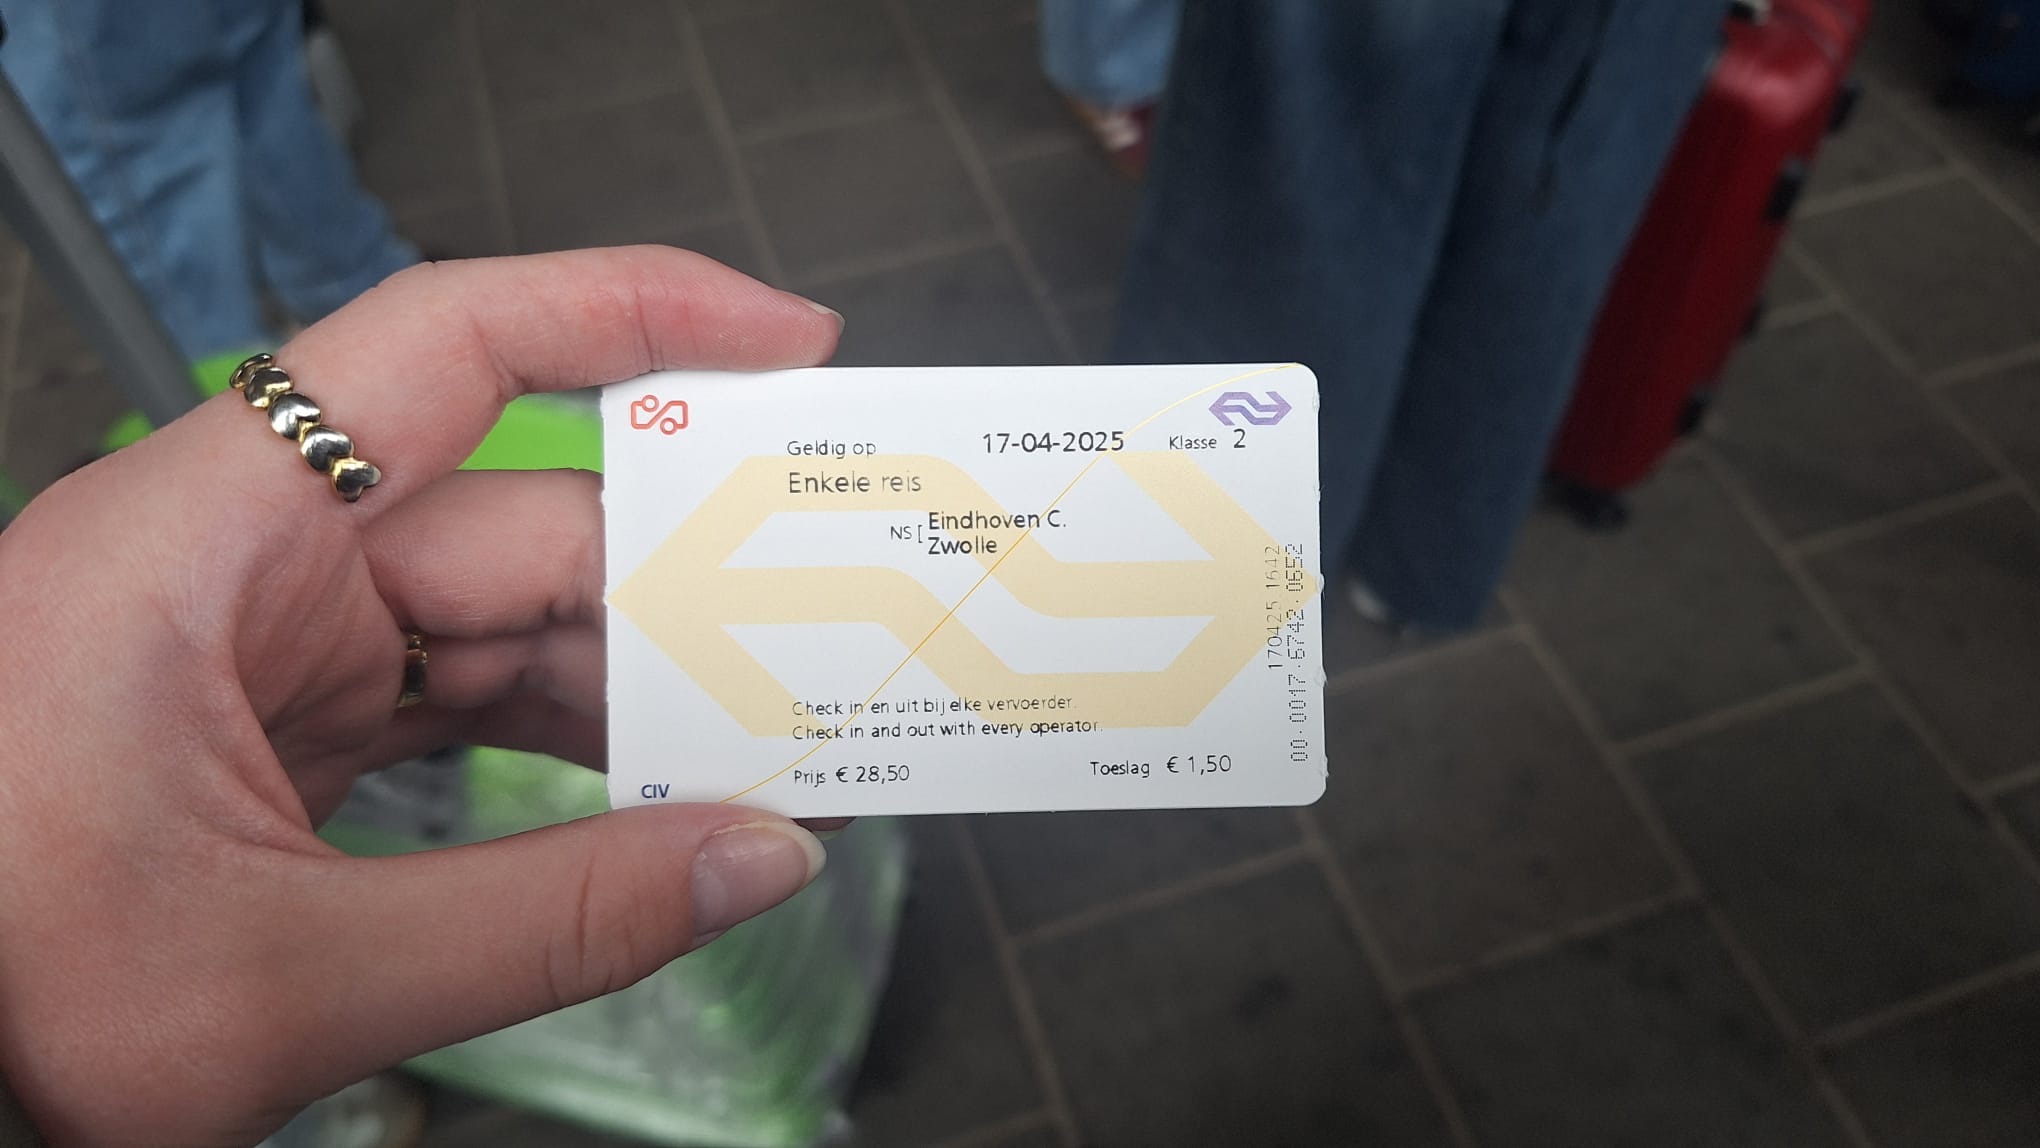 Geldig op 17-04-2025 Klasse 2
Enkele reis
NS [ Eindhoven C.
Zwolle
Check in en uit bij elke vervoerder.
Check in and out with every operator.
Prijs € 28,50 Toeslag € 1,50
CIV
170425 1642
00·0017·6742·0652